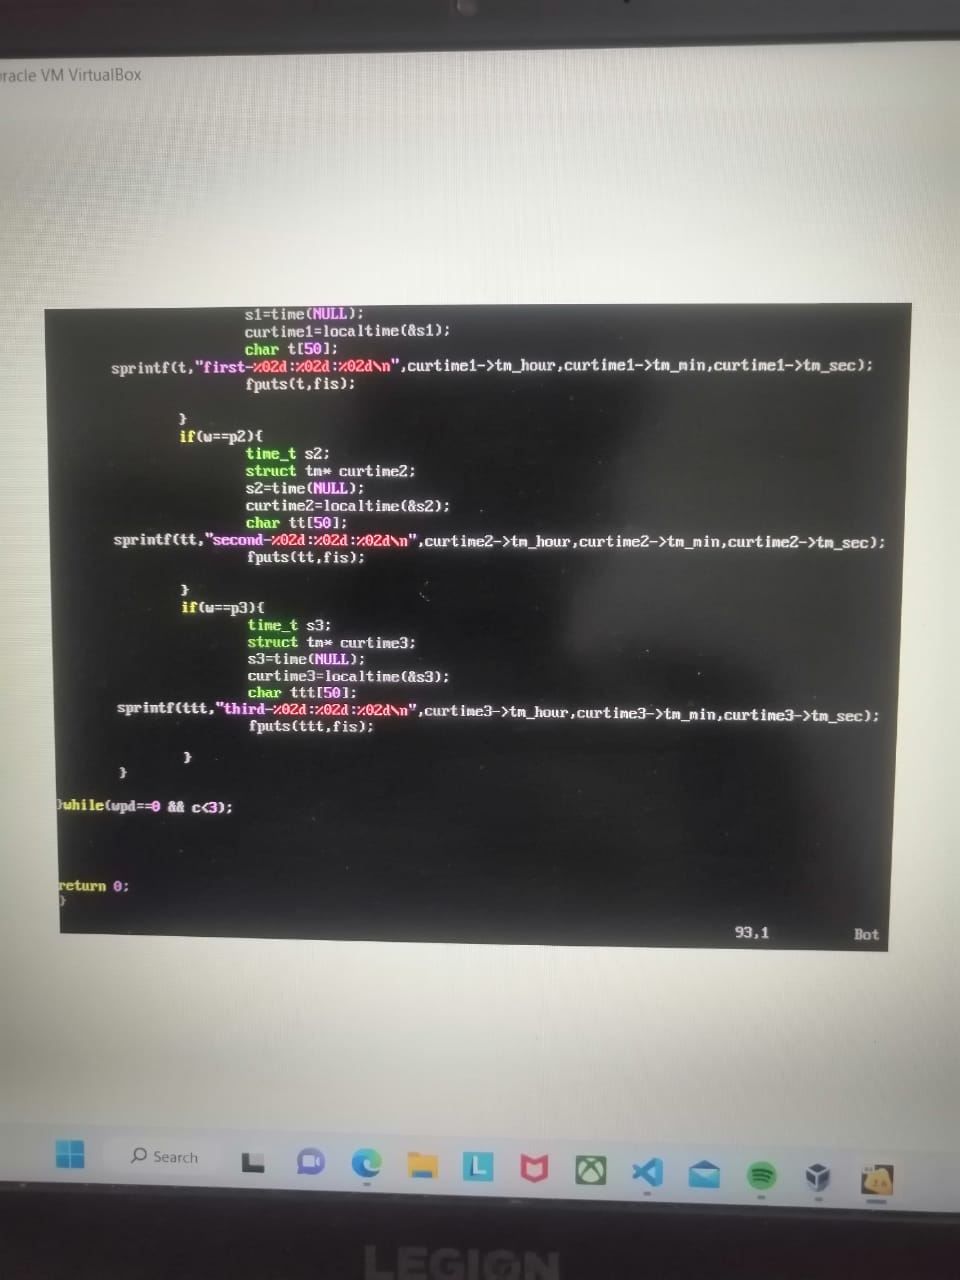 oracle VM VirtualBox
s1=time(NULL);
curtime1=localtime(&s1);
char t[50];
sprintf(t,"first-%02d:%02d:%02d\n",curtime1->tm_hour,curtime1->tm_min,curtime1->tm_sec);
fputs(t,fis);
}
if(w==p2){
time_t s2;
struct tm* curtime2;
s2=time(NULL);
curtime2=localtime(&s2);
char tt[50];
sprintf(tt,"second-%02d:%02d:%02d\n",curtime2->tm_hour,curtime2->tm_min,curtime2->tm_sec);
fputs(tt,fis);
}
if(w==p3){
time_t s3;
struct tm* curtime3;
s3=time(NULL);
curtime3=localtime(&s3);
char ttt[50];
sprintf(ttt,"third-%02d:%02d:%02d\n",curtime3->tm_hour,curtime3->tm_min,curtime3->tm_sec);
fputs(ttt,fis);
}
}
}while(wpd==0 && c<3);
return 0;
}
93,1 Bot
Search
L
LEGION